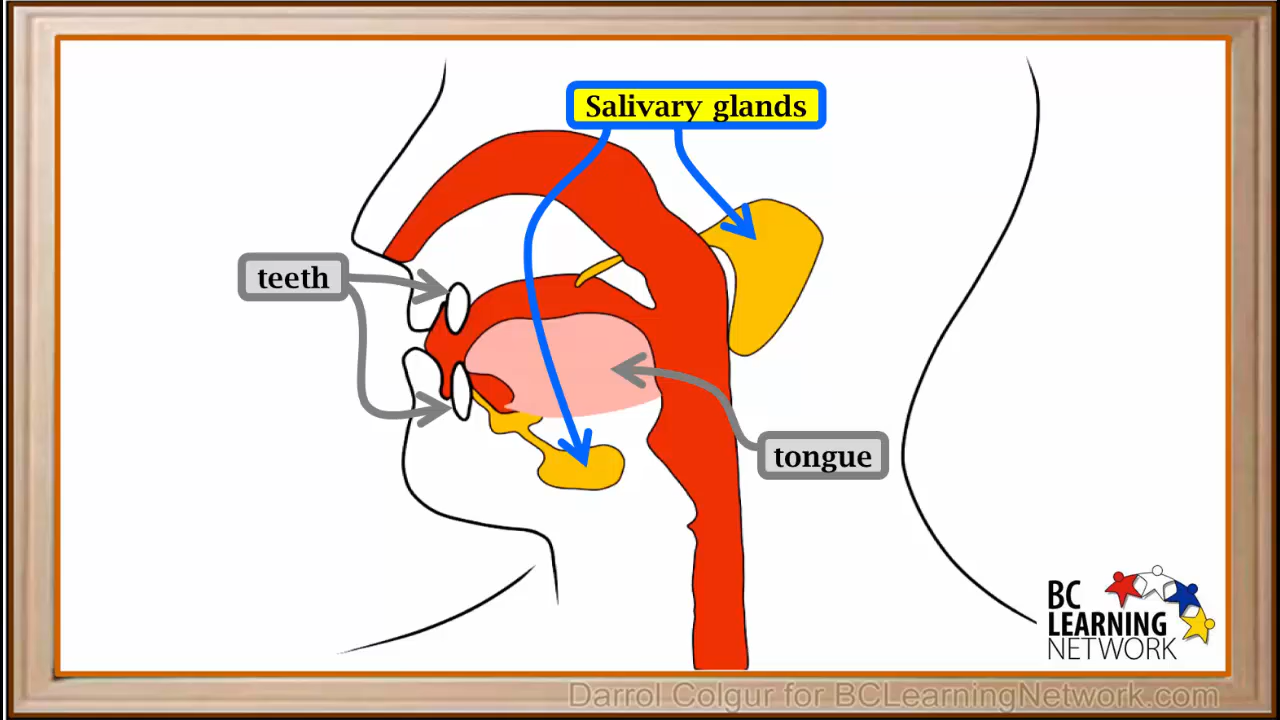 Salivary glands
teeth
tongue
BC
LEARNING
NETWORK
Darrol Colgur for BCLearningNetwork.com